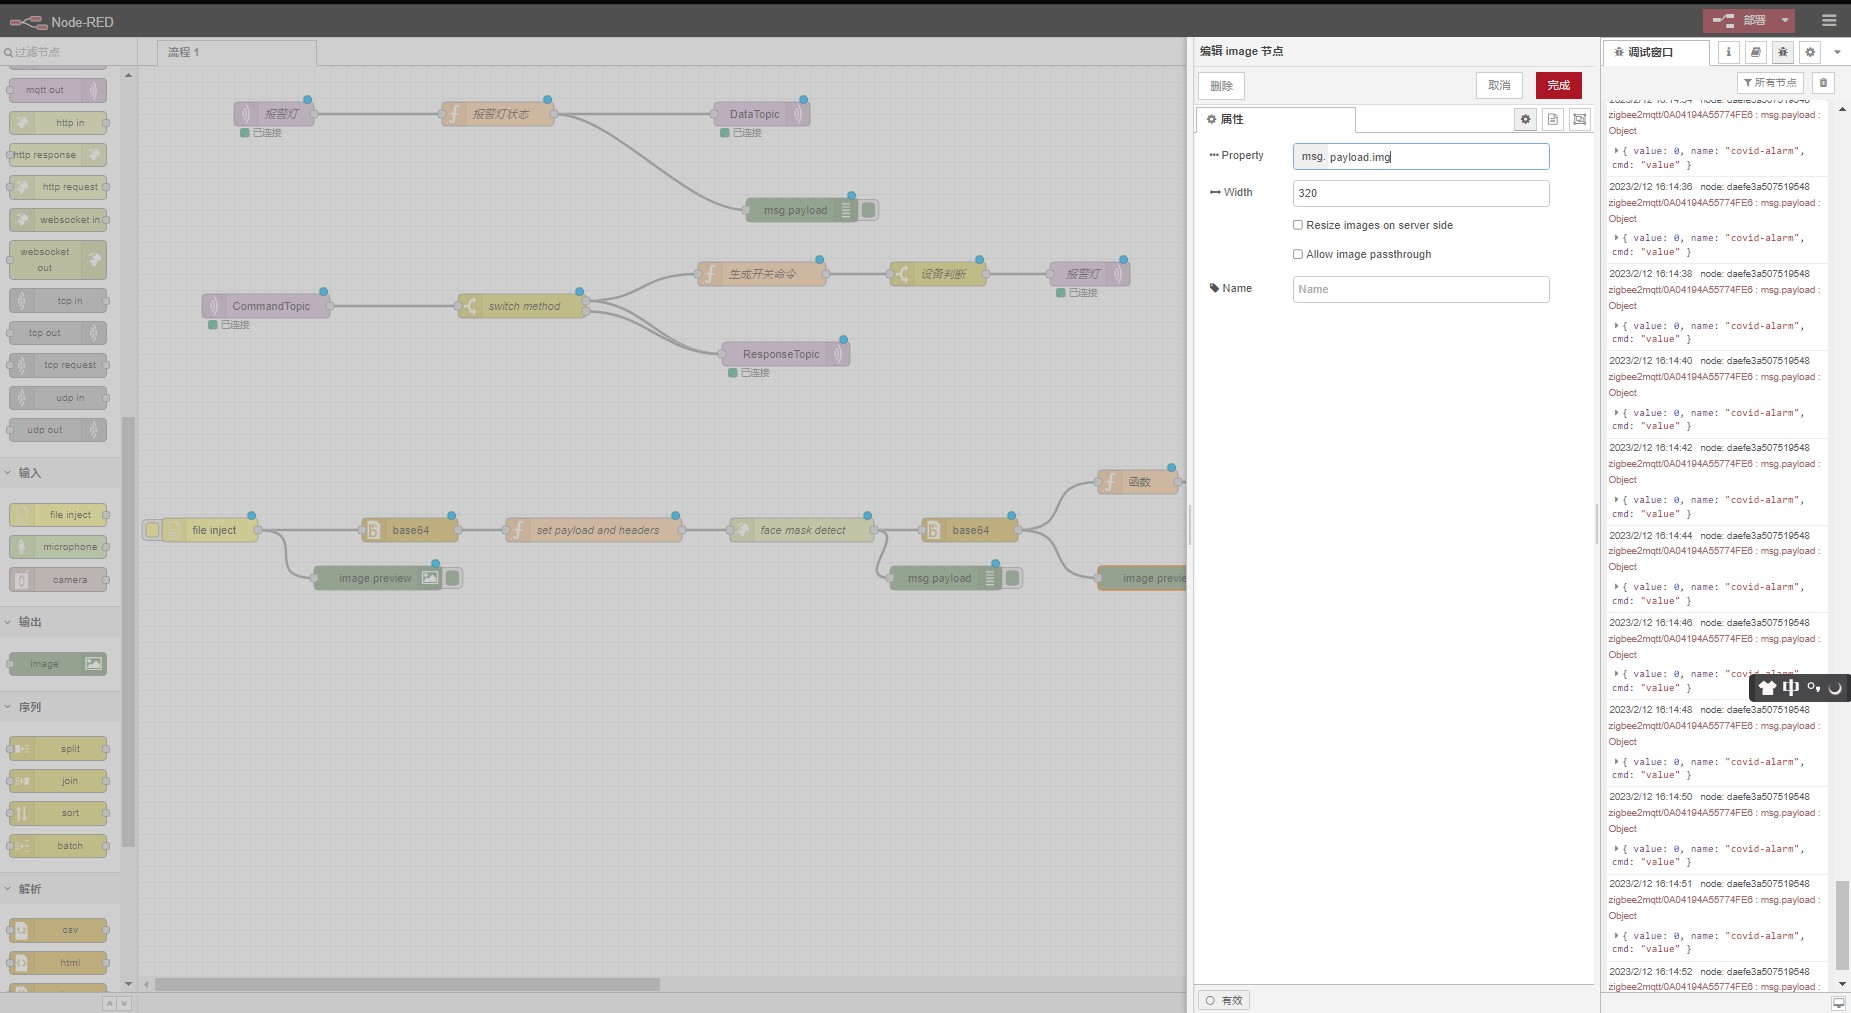 Node-RED
部署
过滤节点
流程 1
mqtt out
http in
http response
http request
websocket in
websocket
out
tcp in
tcp out
tcp request
udp in
udp out
输入
file inject
microphone
camera
输出
image
序列
split
join
sort
batch
解析
csv
html
报警灯
已连接
报警灯状态
DataTopic
已连接
msg.payload
CommandTopic
已连接
switch method
生成开关命令
设备判断
报警灯
已连接
ResponseTopic
已连接
file inject
base64
set payload and headers
face mask detect
base64
函数
image preview
msg.payload
image previe
编辑 image 节点
删除
取消
完成
属性
Property
msg. payload.img
Width
320
Resize images on server side
Allow image passthrough
Name
Name
有效
调试窗口
所有节点
2023/2/12 16:14:34 node: daefe3a507519548
zigbee2mqtt/0A04194A55774FE6 : msg.payload :
Object
{ value: 0, name: "covid-alarm",
cmd: "value" }
2023/2/12 16:14:36 node: daefe3a507519548
zigbee2mqtt/0A04194A55774FE6 : msg.payload :
Object
{ value: 0, name: "covid-alarm",
cmd: "value" }
2023/2/12 16:14:38 node: daefe3a507519548
zigbee2mqtt/0A04194A55774FE6 : msg.payload :
Object
{ value: 0, name: "covid-alarm",
cmd: "value" }
2023/2/12 16:14:40 node: daefe3a507519548
zigbee2mqtt/0A04194A55774FE6 : msg.payload :
Object
{ value: 0, name: "covid-alarm",
cmd: "value" }
2023/2/12 16:14:42 node: daefe3a507519548
zigbee2mqtt/0A04194A55774FE6 : msg.payload :
Object
{ value: 0, name: "covid-alarm",
cmd: "value" }
2023/2/12 16:14:44 node: daefe3a507519548
zigbee2mqtt/0A04194A55774FE6 : msg.payload :
Object
{ value: 0, name: "covid-alarm",
cmd: "value" }
2023/2/12 16:14:46 node: daefe3a507519548
zigbee2mqtt/0A04194A55774FE6 : msg.payload :
Object
{ value: 0, name: "covid-alarm",
cmd: "value" }
中
2023/2/12 16:14:48 node: daefe3a507519548
zigbee2mqtt/0A04194A55774FE6 : msg.payload :
Object
{ value: 0, name: "covid-alarm",
cmd: "value" }
2023/2/12 16:14:50 node: daefe3a507519548
zigbee2mqtt/0A04194A55774FE6 : msg.payload :
Object
{ value: 0, name: "covid-alarm",
cmd: "value" }
2023/2/12 16:14:51 node: daefe3a507519548
zigbee2mqtt/0A04194A55774FE6 : msg.payload :
Object
{ value: 0, name: "covid-alarm",
cmd: "value" }
2023/2/12 16:14:52 node: daefe3a507519548
zigbee2mqtt/0A04194A55774FE6 : msg.payload :